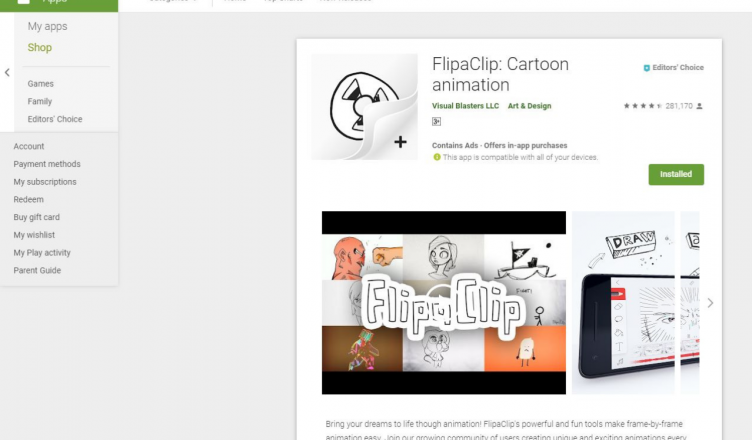 Apps
My apps
Shop
Games
Family
Editors' Choice
Account
Payment methods
My subscriptions
Redeem
Buy gift card
My wishlist
My Play activity
Parent Guide
FlipaClip: Cartoon
animation
Editors' Choice
Visual Blasters LLC Art & Design
281,170
3+
Contains Ads · Offers in-app purchases
This app is compatible with all of your devices.
Installed
FlipaClip
DRAW
Bring your dreams to life though animation! FlipaClip's powerful and fun tools make frame-by-frame
animation easy. Join our growing community of users creating unique and exciting animations every